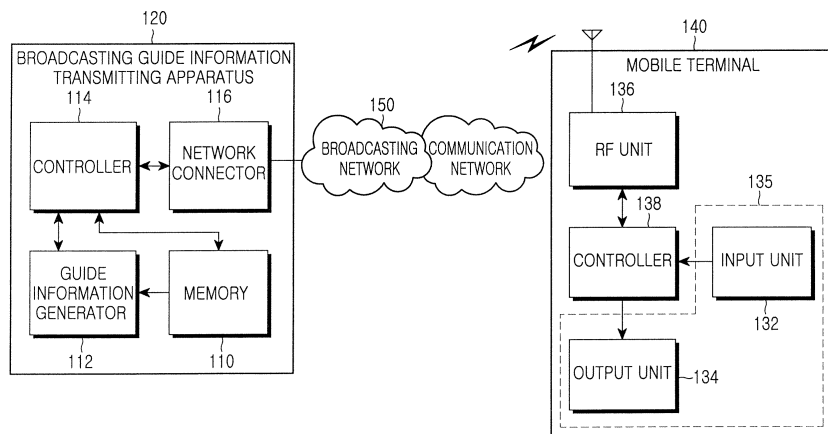 120
BROADCASTING GUIDE INFORMATION
TRANSMITTING APPARATUS
114
116
CONTROLLER
NETWORK
CONNECTOR
GUIDE
INFORMATION
GENERATOR
MEMORY
112
110
150
BROADCASTING
NETWORK
COMMUNICATION
NETWORK
140
MOBILE TERMINAL
136
RF UNIT
138
135
CONTROLLER
INPUT UNIT
132
OUTPUT UNIT
134